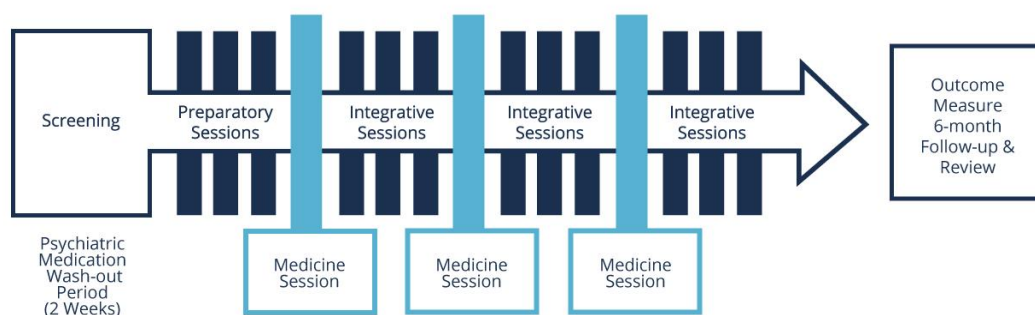 Screening
Psychiatric
Medication
Wash-out
Period
(2 Weeks)
Preparatory
Sessions
Medicine
Session
Integrative
Sessions
Medicine
Session
Integrative
Sessions
Medicine
Session
Integrative
Sessions
Outcome
Measure
6-month
Follow-up &
Review